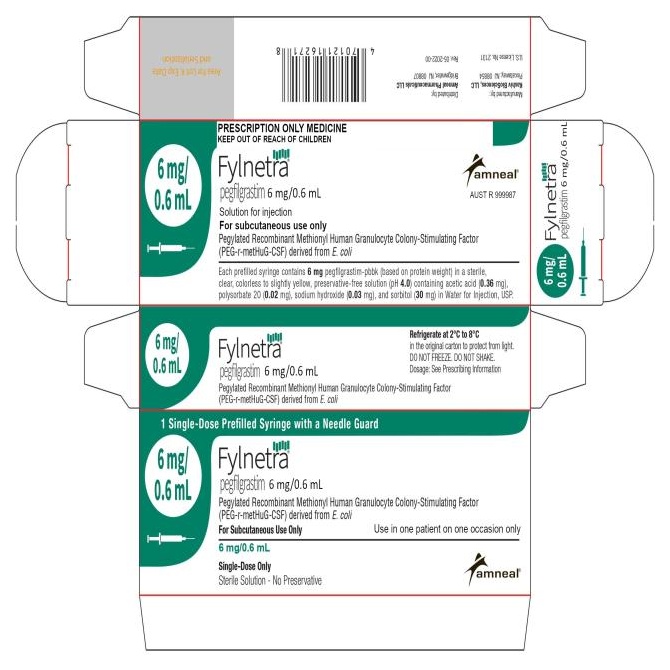 Area for Lot & Exp Date
and Serialization
4 70121 16271 8
Rev. 05-2022-00
Distributed by:
Amneal Pharmaceuticals LLC
Bridgewater, NJ 08807
Manufactured by:
Kashiv BioSciences, LLC
Piscataway, NJ 08854
U.S. License No. 2131
PRESCRIPTION ONLY MEDICINE
KEEP OUT OF REACH OF CHILDREN
6 mg/
0.6 mL
Fylnetra
pegfilgrastim 6 mg/0.6 mL
Solution for injection
For subcutaneous use only
Pegylated Recombinant Methionyl Human Granulocyte Colony-Stimulating Factor
(PEG-r-metHuG-CSF) derived from E. coli
Each prefilled syringe contains 6 mg pegfilgrastim-pbbk (based on protein weight) in a sterile,
clear, colorless to slightly yellow, preservative-free solution (pH 4.0) containing acetic acid (0.36 mg),
polysorbate 20 (0.02 mg), sodium hydroxide (0.03 mg), and sorbitol (30 mg) in Water for Injection, USP.
amneal®
AUST R 999987
Fylnetra
pegfilgrastim 6 mg/0.6 mL
6 mg/
0.6 mL
6 mg/
0.6 mL
Fylnetra
pegfilgrastim 6 mg/0.6 mL
Pegylated Recombinant Methionyl Human Granulocyte Colony-Stimulating Factor
(PEG-r-metHuG-CSF) derived from E. coli
Refrigerate at 2°C to 8°C
in the original carton to protect from light.
DO NOT FREEZE. DO NOT SHAKE.
Dosage: See Prescribing Information
1 Single-Dose Prefilled Syringe with a Needle Guard
6 mg/
0.6 mL
Fylnetra
pegfilgrastim 6 mg/0.6 mL
Pegylated Recombinant Methionyl Human Granulocyte Colony-Stimulating Factor
(PEG-r-metHuG-CSF) derived from E. coli
For Subcutaneous Use Only
Use in one patient on one occasion only
6 mg/0.6 mL
Single-Dose Only
Sterile Solution - No Preservative
amneal®